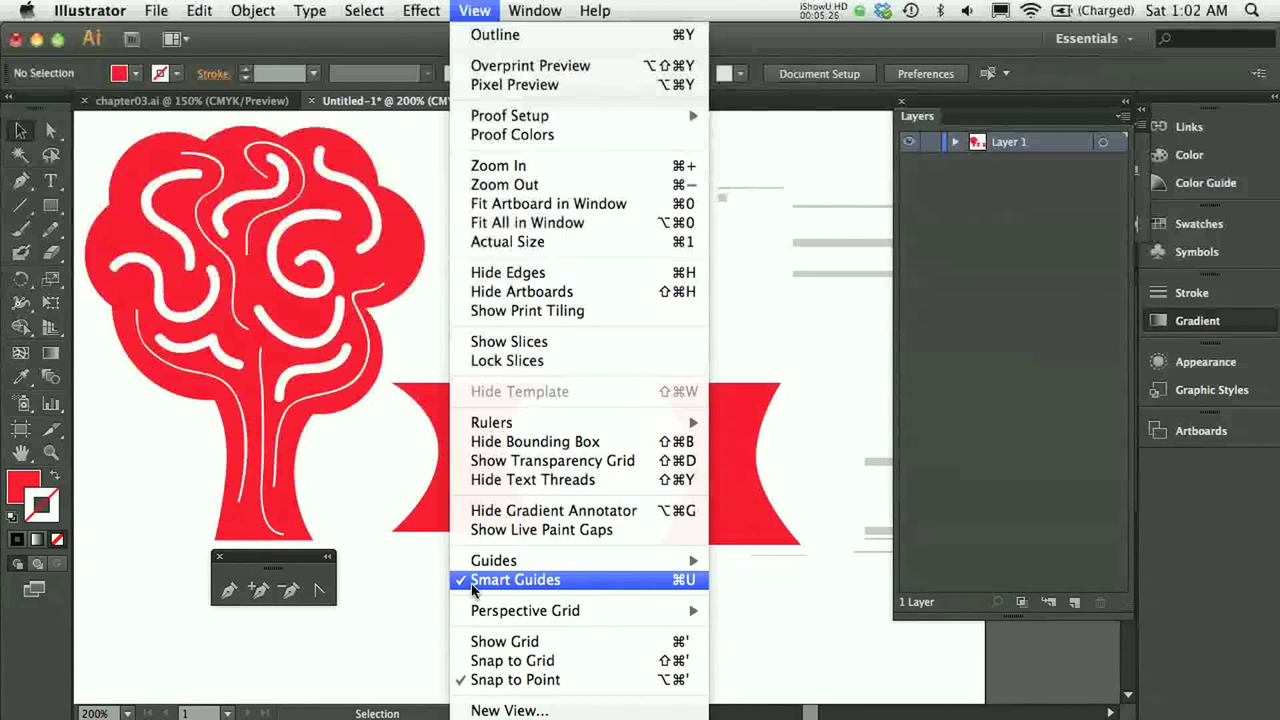 Illustrator File Edit Object Type Select Effect View Window Help iShowU HD 00:05:26 (Charged) Sat 1:02 AM
Ai Essentials
No Selection Stroke: Document Setup Preferences
chapter03.ai @ 150% (CMYK/Preview) Untitled-1* @ 200% (CM
Outline ⌘Y
Overprint Preview ⌥⇧⌘Y
Pixel Preview ⌥⌘Y
Proof Setup
Proof Colors
Zoom In ⌘+
Zoom Out ⌘−
Fit Artboard in Window ⌘0
Fit All in Window ⌥⌘0
Actual Size ⌘1
Hide Edges ⌘H
Hide Artboards ⇧⌘H
Show Print Tiling
Show Slices
Lock Slices
Hide Template ⇧⌘W
Rulers
Hide Bounding Box ⇧⌘B
Show Transparency Grid ⇧⌘D
Hide Text Threads ⇧⌘Y
Hide Gradient Annotator ⌥⌘G
Show Live Paint Gaps
Guides
✓ Smart Guides ⌘U
Perspective Grid
Show Grid ⌘'
Snap to Grid ⇧⌘'
✓ Snap to Point ⌥⌘'
New View...
Layers
Layer 1
1 Layer
Links
Color
Color Guide
Swatches
Symbols
Stroke
Gradient
Appearance
Graphic Styles
Artboards
200% 1 Selection